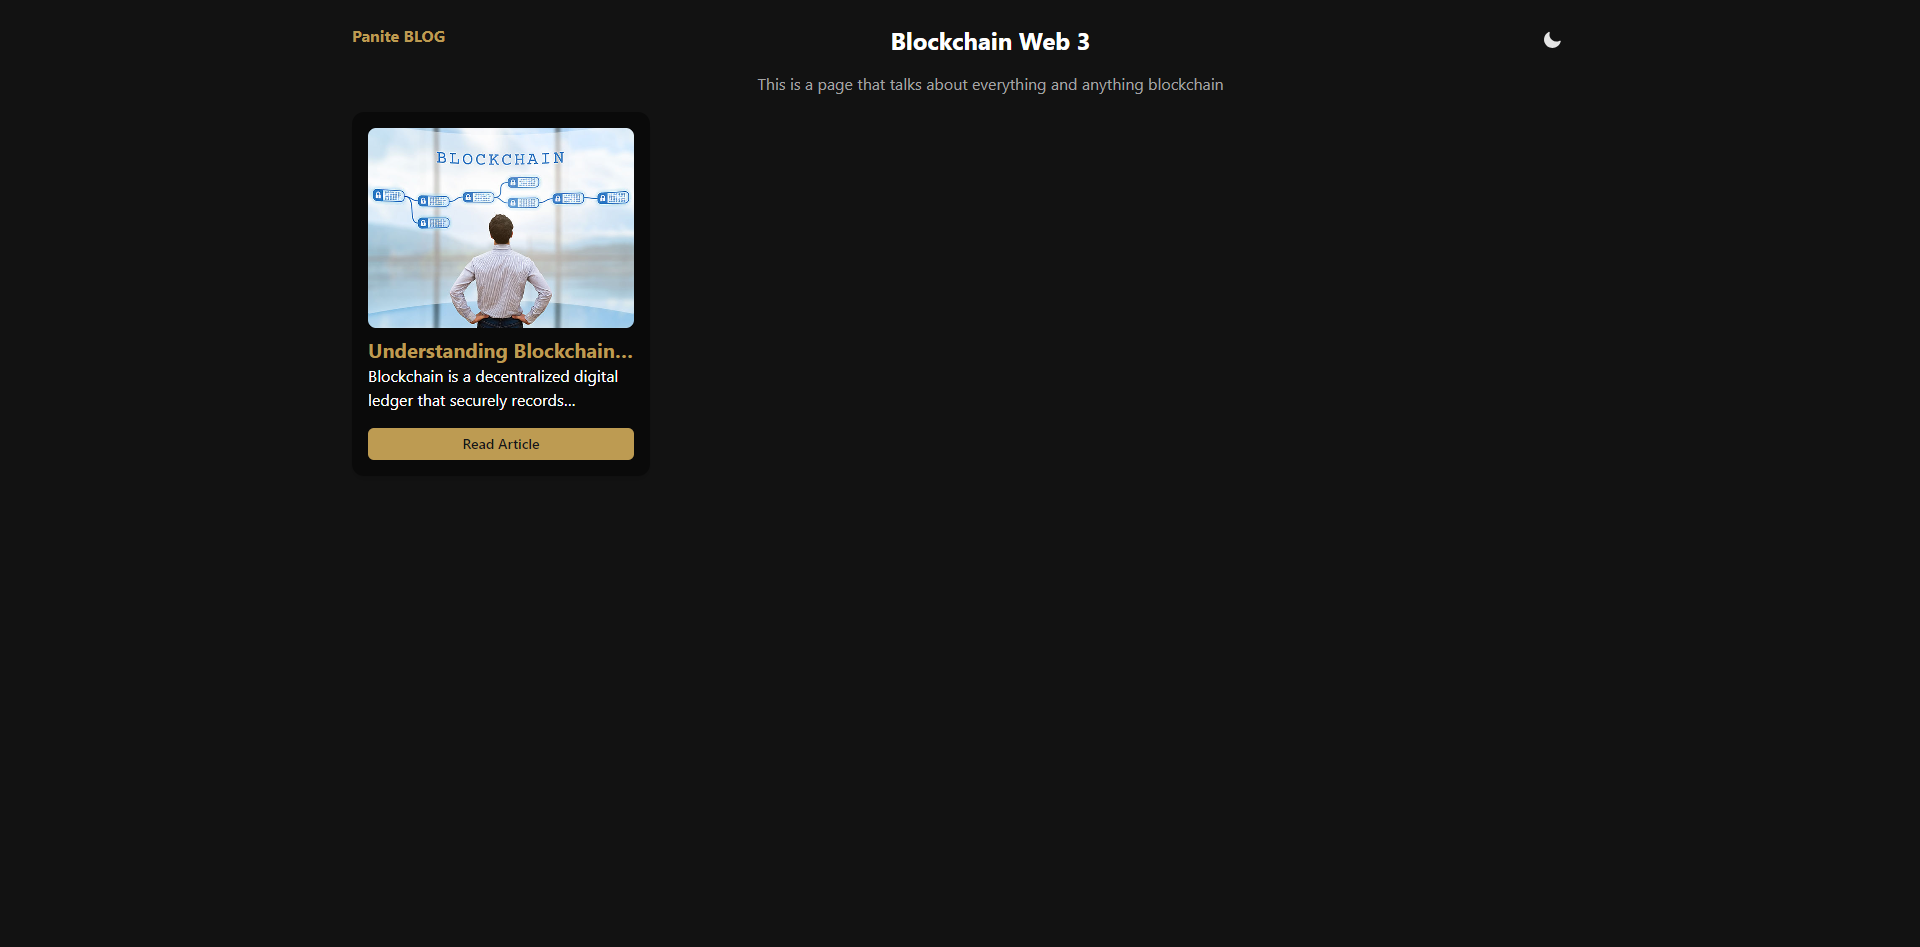 Panite BLOG
Blockchain Web 3
This is a page that talks about everything and anything blockchain
BLOCKCHAIN
Understanding Blockchain...
Blockchain is a decentralized digital
ledger that securely records...
Read Article